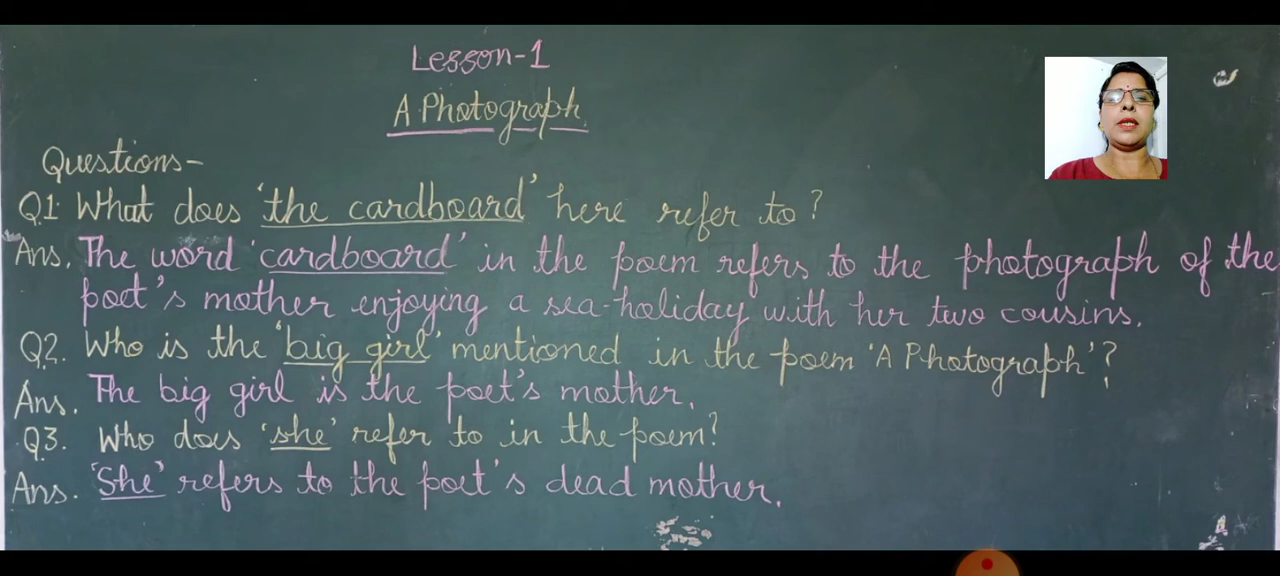 Lesson-1
A Photograph
Questions-
Q1. What does 'the cardboard' here refer to?
Ans. The word 'cardboard' in the poem refers to the photograph of the
poet's mother enjoying a sea-holiday with her two cousins.
Q2. Who is the 'big girl' mentioned in the poem 'A Photograph'?
Ans. The big girl is the poet's mother.
Q3. Who does 'she' refer to in the poem?
Ans. 'She' refers to the poet's dead mother.